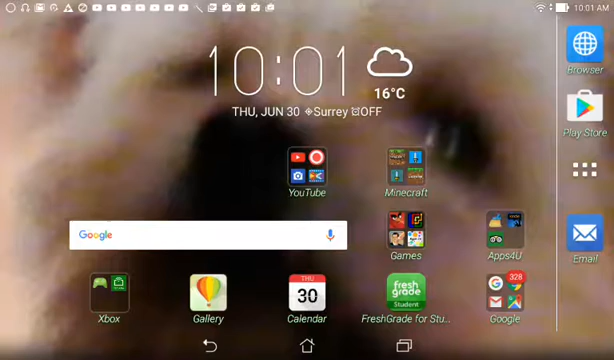 10:01 AM
10:01
16°C
THU, JUN 30 Surrey OFF
Browser
Play Store
YouTube
Minecraft
Google
Games
Apps4U
Email
328
THU
30
fresh
grade
Student
Xbox
Gallery
Calendar
FreshGrade for Stu...
Google